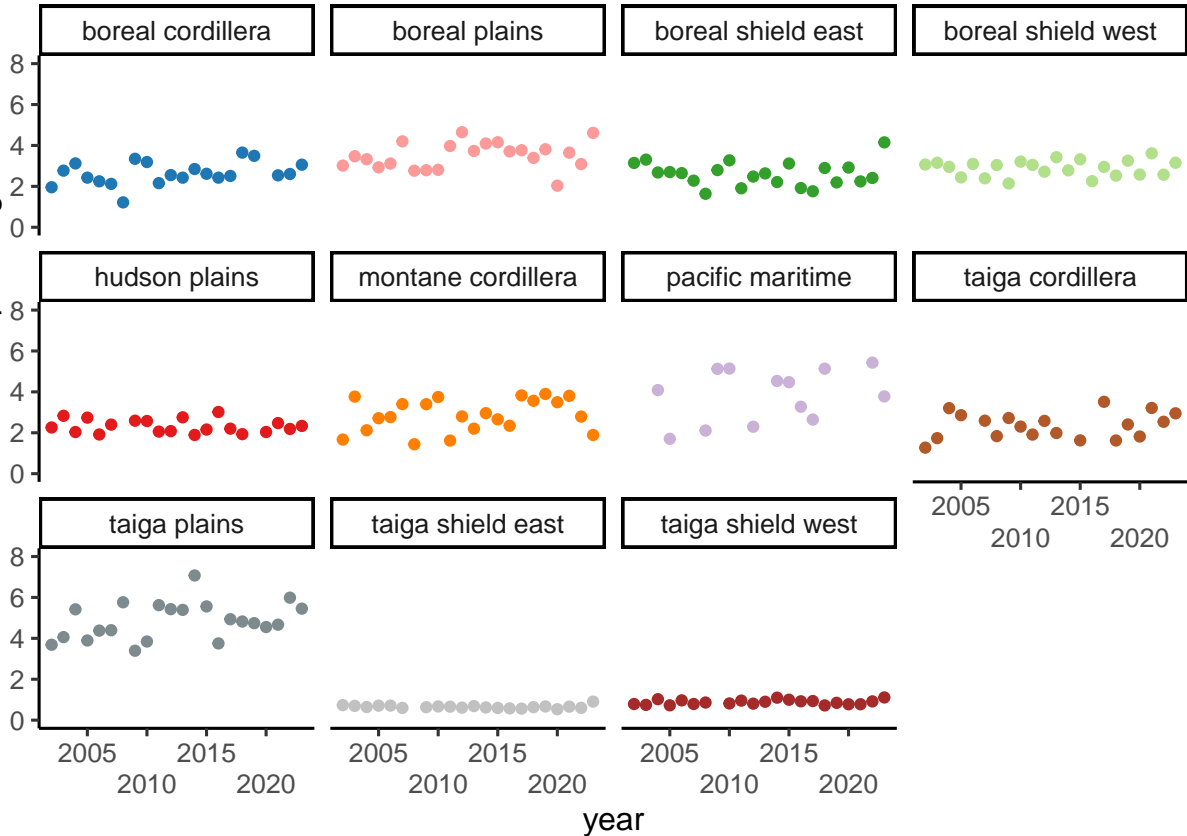 boreal cordillera
boreal plains
boreal shield east
boreal shield west
8
6
4
2
0
hudson plains
montane cordillera
pacific maritime
taiga cordillera
8
6
4
2
0
2005
2015
2010
2020
taiga plains
taiga shield east
taiga shield west
8
6
4
2
0
2005
2015
2005
2015
2005
2015
2010
2020
2010
2020
2010
2020
year